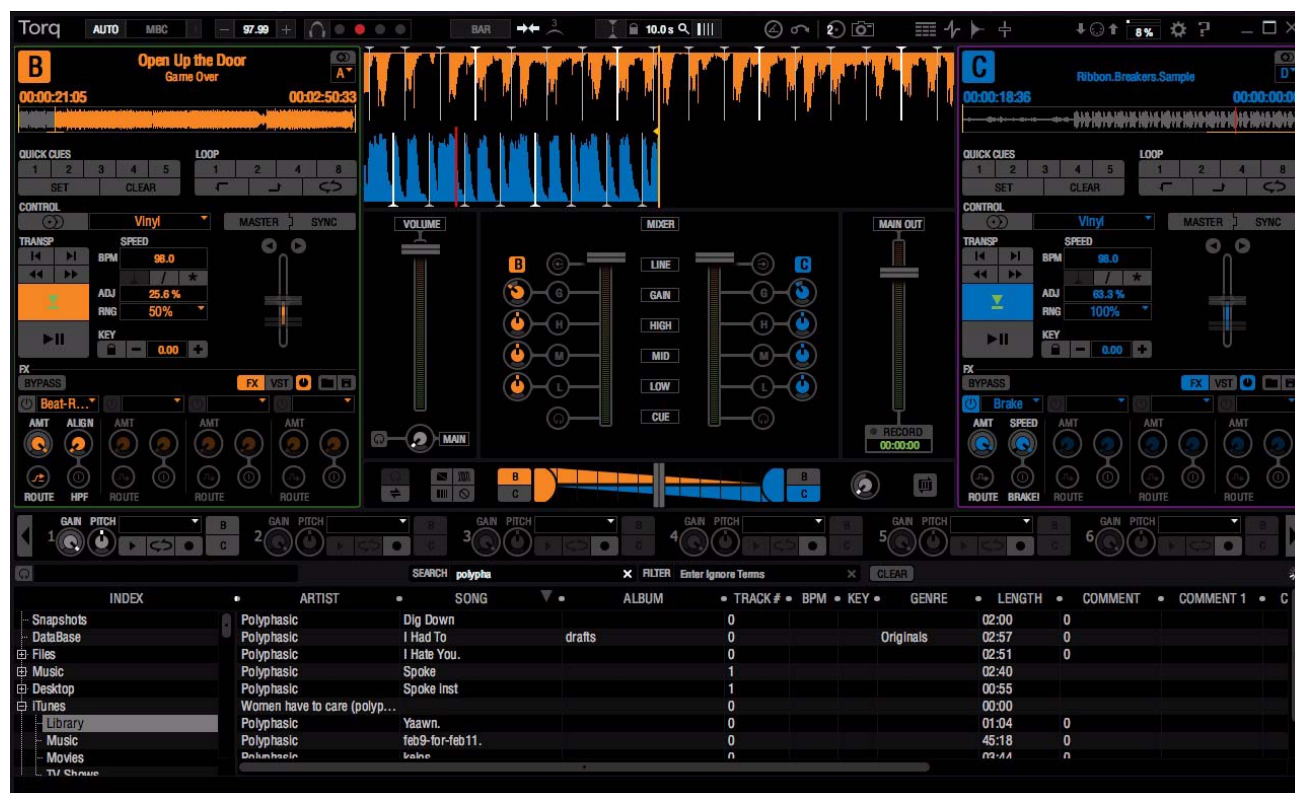 Torq AUTO MBC 97.99 BAR 3 10.0 s 2 8%
B Open Up the Door A
Game Over
00:00:21:05 00:02:50:33
QUICK CUES LOOP
1 2 3 4 5 1 2 4 8
SET CLEAR
CONTROL
Vinyl MASTER SYNC
TRANSP SPEED
BPM 98.0
ADJ 25.6 %
RNG 50%
KEY
0.00
FX
BYPASS FX VST
Beat-R...
AMT ALIGN AMT AMT AMT
ROUTE HPF ROUTE ROUTE ROUTE
VOLUME MIXER MAIN OUT
B LINE C
G GAIN G
H HIGH H
M MID M
L LOW L
CUE
MAIN
RECORD
00:00:00
B B
C C
C Ribbon.Breakers.Sample D
00:00:18:36
QUICK CUES LOOP
1 2 3 4 5 1 2 4 8
SET CLEAR
CONTROL
Vinyl MASTER SYNC
TRANSP SPEED
BPM 98.0
ADJ 63.3 %
RNG 100%
KEY
0.00
FX
BYPASS FX VST
Brake
AMT SPEED AMT AMT AMT
ROUTE BRAKE! ROUTE ROUTE ROUTE
GAIN PITCH B GAIN PITCH B GAIN PITCH B GAIN PITCH B GAIN PITCH B GAIN PITCH B
1 C 2 C 3 C 4 C 5 C 6 C
SEARCH polypha FILTER Enter Ignore Terms CLEAR
INDEX ARTIST SONG ALBUM TRACK # BPM KEY GENRE LENGTH COMMENT COMMENT 1 C
Snapshots Polyphasic Dig Down 0 02:00 0
DataBase Polyphasic I Had To drafts 0 Originals 02:57 0
Files Polyphasic I Hate You. 0 02:51 0
Music Polyphasic Spoke 1 02:40
Desktop Polyphasic Spoke Inst 1 00:55
iTunes Women have to care (polyp... 0 00:00
Library Polyphasic Yaawn. 0 01:04 0
Music Polyphasic feb9-for-feb11. 0 45:18 0
Movies Polyphasic kelos 0 03:44 0
TV Shows